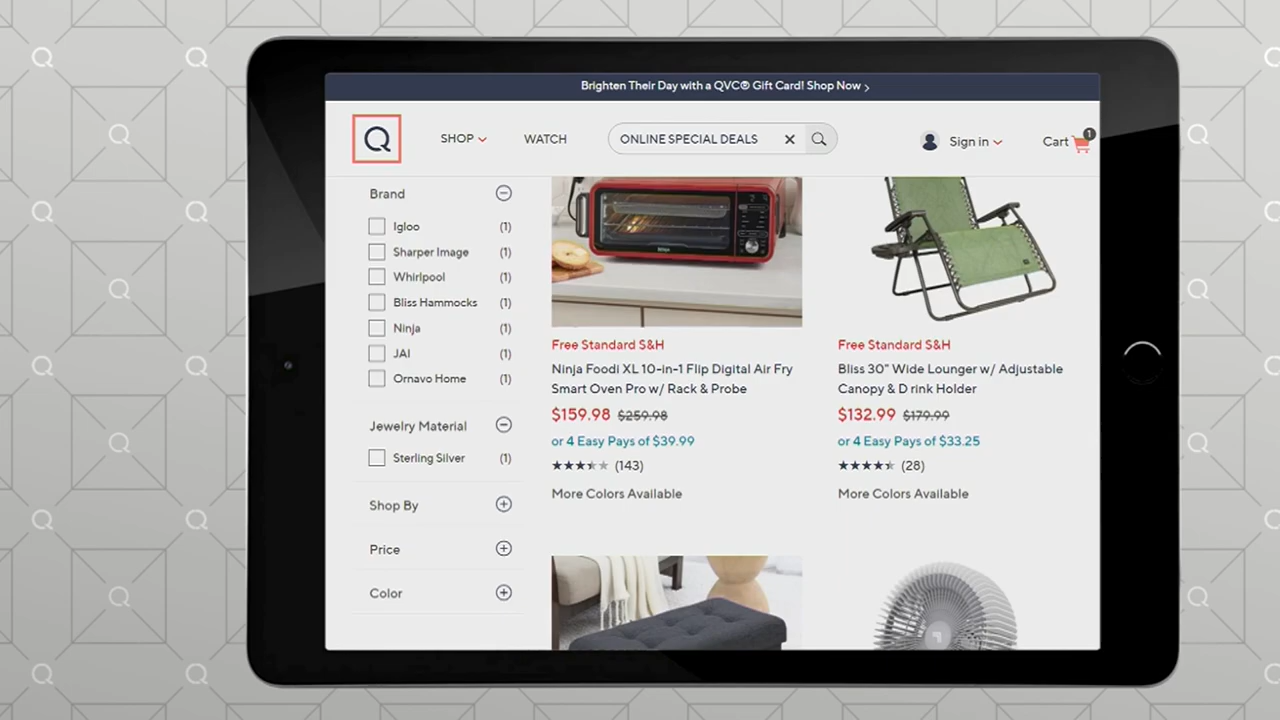 Brighten Their Day with a QVC® Gift Card! Shop Now >
Q
SHOP
WATCH
ONLINE SPECIAL DEALS
Sign in
Cart
1
Brand
Igloo (1)
Sharper Image (1)
Whirlpool (1)
Bliss Hammocks (1)
Ninja (1)
JAI (1)
Ornavo Home (1)
Jewelry Material
Sterling Silver (1)
Shop By
Price
Color
Free Standard S&H
Ninja Foodi XL 10-in-1 Flip Digital Air Fry
Smart Oven Pro w/ Rack & Probe
$159.98 $259.98
or 4 Easy Pays of $39.99
(143)
More Colors Available
Free Standard S&H
Bliss 30" Wide Lounger w/ Adjustable
Canopy & D rink Holder
$132.99 $179.99
or 4 Easy Pays of $33.25
(28)
More Colors Available